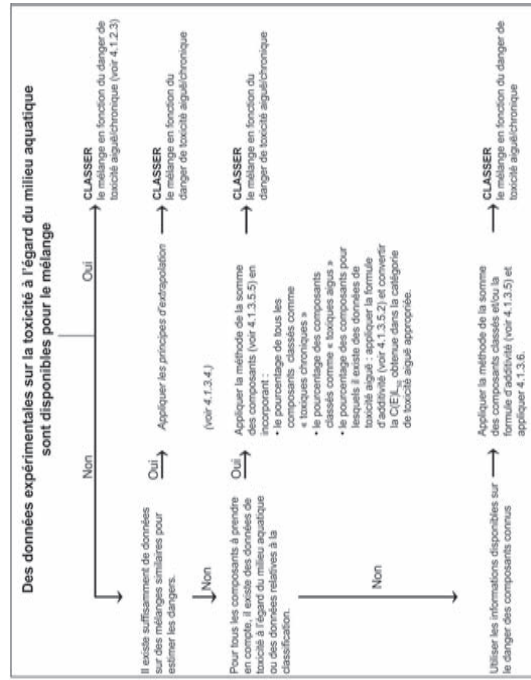 Des données expérimentales sur la toxicité à l'égard du milieu aquatique
sont disponibles pour le mélange
Non
Oui
CLASSER
le mélange en fonction du danger de
toxicité aiguë/chronique (voir 4.1.2.3)
Il existe suffisamment de données
sur des mélanges similaires pour
estimer les dangers.
Oui
Appliquer les principes d'extrapolation
(voir 4.1.3.4.)
CLASSER
le mélange en fonction du
danger de toxicité aiguë/chronique
Non
Pour tous les composants à prendre
en compte, il existe des données de
toxicité à l'égard du milieu aquatique
ou des données relatives à la
classification.
Oui
Appliquer la méthode de la somme
des composants (voir 4.1.3.5.5) en
incorporant :
• le pourcentage de tous les
composants classés comme
« toxiques chroniques »
• le pourcentage des composants
classés comme « toxiques aigus »
• le pourcentage des composants pour
lesquels il existe des données de
toxicité aiguë : appliquer la formule
d'additivité (voir 4.1.3.5.2) et convertir
la C(E)L50 obtenue dans la catégorie
de toxicité aiguë appropriée.
CLASSER
le mélange en fonction du
danger de toxicité aiguë/chronique
Non
Utiliser les informations disponibles sur
le danger des composants connus
Appliquer la méthode de la somme
des composants classés et/ou la
formule d'additivité (voir 4.1.3.5) et
appliquer 4.1.3.6.
CLASSER
le mélange en fonction du danger de
toxicité aiguë/chronique